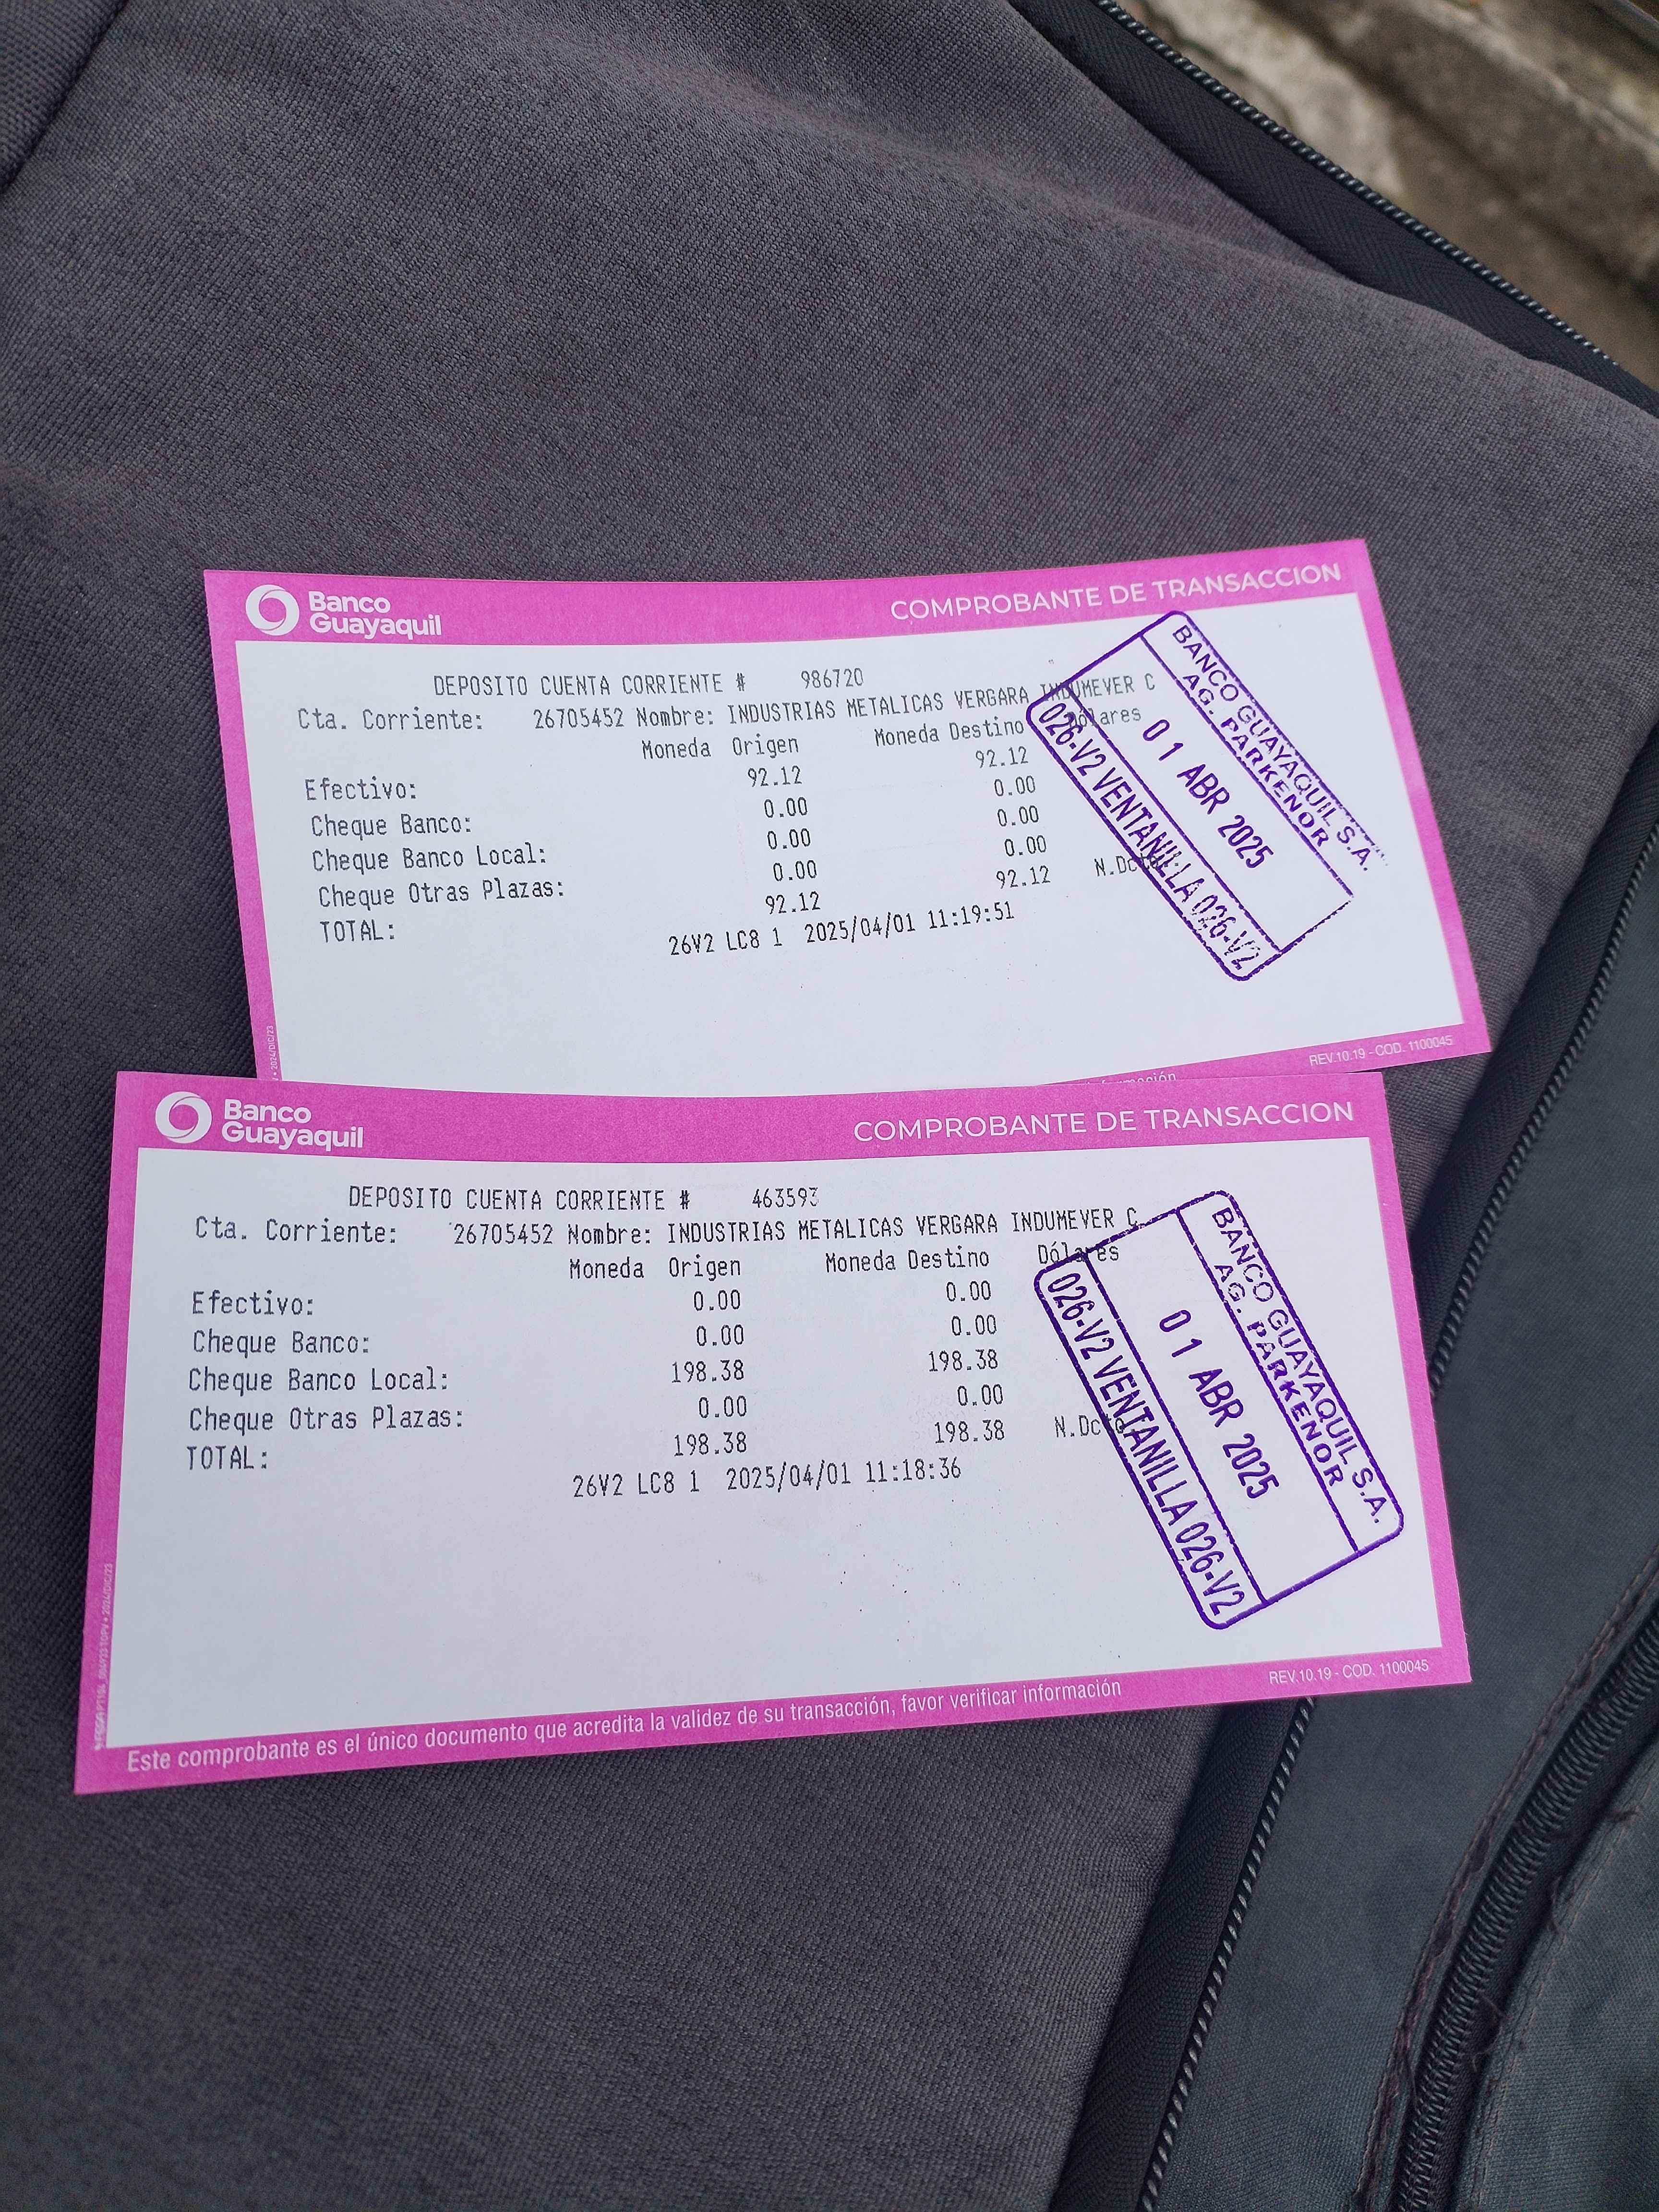 Banco
Guayaquil
COMPROBANTE DE TRANSACCION
DEPOSITO CUENTA CORRIENTE # 986720
Cta. Corriente: 26705452 Nombre: INDUSTRIAS METALICAS VERGARA INDUMEVER C
Moneda Origen Moneda Destino Dólares
Efectivo: 92.12 92.12
Cheque Banco: 0.00 0.00
Cheque Banco Local: 0.00 0.00
Cheque Otras Plazas: 0.00 0.00
TOTAL: 92.12 92.12 N.Dcto
26V2 LC8 1 2025/04/01 11:19:51
BANCO GUAYAQUIL S.A.
AG. PARKENOR
01 ABR 2025
026-V2 VENTANILLA 026-V2
2024/DIC/23
REV.10.19 - COD. 1100045
Banco
Guayaquil
COMPROBANTE DE TRANSACCION
DEPOSITO CUENTA CORRIENTE # 463593
Cta. Corriente: 26705452 Nombre: INDUSTRIAS METALICAS VERGARA INDUMEVER C
Moneda Origen Moneda Destino Dólares
Efectivo: 0.00 0.00
Cheque Banco: 0.00 0.00
Cheque Banco Local: 198.38 198.38
Cheque Otras Plazas: 0.00 0.00
TOTAL: 198.38 198.38 N.Dcto
26V2 LC8 1 2025/04/01 11:18:36
BANCO GUAYAQUIL S.A.
AG. PARKENOR
01 ABR 2025
026-V2 VENTANILLA 026-V2
2024/DIC/23
REV.10.19 - COD. 1100045
Este comprobante es el único documento que acredita la validez de su transacción, favor verificar información